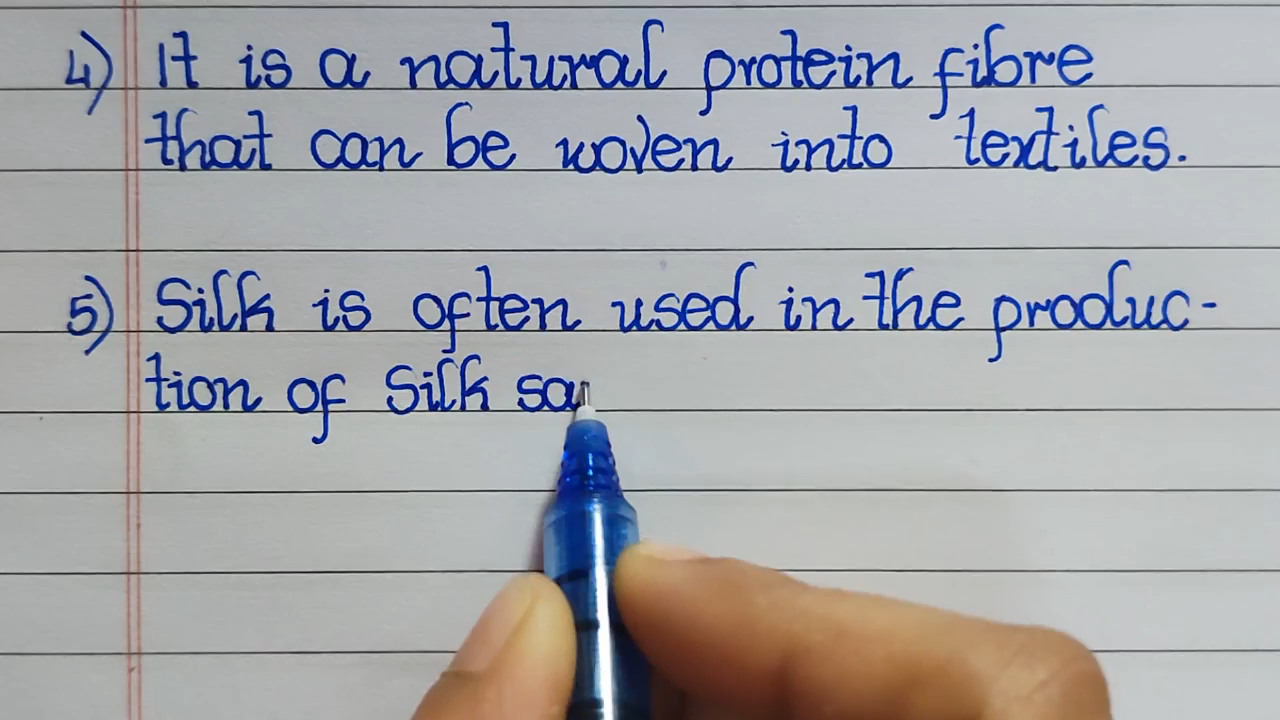 4) It is a natural protein fibre
that can be woven into textiles.
5) Silk is often used in the produc-
tion of Silk sa